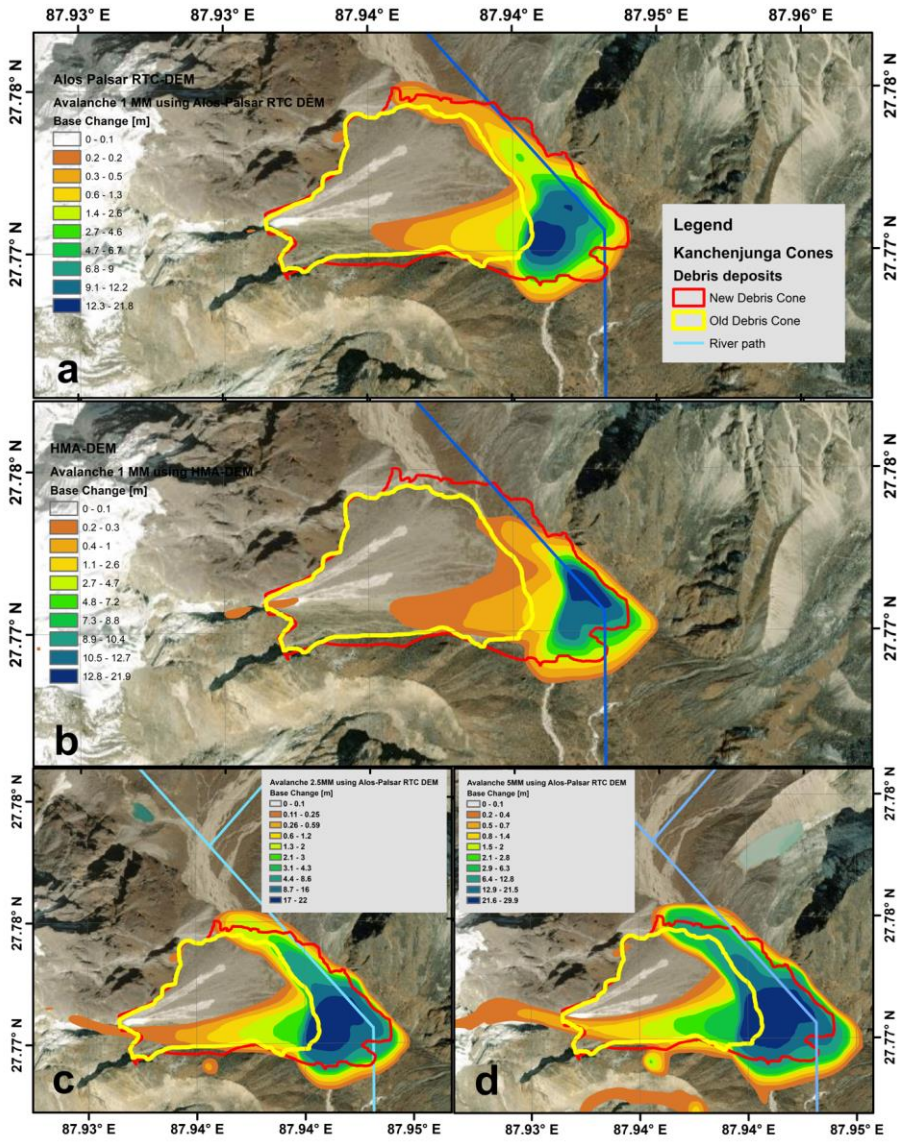 87.93° E 87.93° E 87.94° E 87.94° E 87.95° E 87.96° E
27.78° N
27.77° N
Alos Palsar RTC-DEM
Avalanche 1 MM using Alos-Palsar RTC DEM
Base Change [m]
0 - 0.1
0.2 - 0.2
0.3 - 0.5
0.6 - 1.3
1.4 - 2.6
2.7 - 4.6
4.7 - 6.7
6.8 - 9
9.1 - 12.2
12.3 - 21.8
a
Legend
Kanchenjunga Cones
Debris deposits
New Debris Cone
Old Debris Cone
River path
27.78° N
27.77° N
27.78° N
27.77° N
HMA-DEM
Avalanche 1 MM using HMA-DEM
Base Change [m]
0 - 0.1
0.2 - 0.3
0.4 - 1
1.1 - 2.6
2.7 - 4.7
4.8 - 7.2
7.3 - 8.8
8.9 - 10.4
10.5 - 12.7
12.8 - 21.9
b
27.78° N
27.77° N
27.78° N
27.78° N
27.77° N
Avalanche 2.5MM using Alos-Palsar RTC DEM
Base Change [m]
0 - 0.1
0.11 - 0.25
0.26 - 0.59
0.6 - 1.2
1.3 - 2
2.1 - 3
3.1 - 4.3
4.4 - 8.6
8.7 - 16
17 - 22
c
Avalanche 5MM using Alos-Palsar RTC DEM
Base Change [m]
0 - 0.1
0.2 - 0.4
0.5 - 0.7
0.8 - 1.4
1.5 - 2
2.1 - 2.8
2.9 - 6.3
6.4 - 12.8
12.9 - 21.5
21.6 - 29.9
d
27.78° N
27.78° N
27.77° N
87.93° E 87.94° E 87.95° E 87.93° E 87.94° E 87.95° E